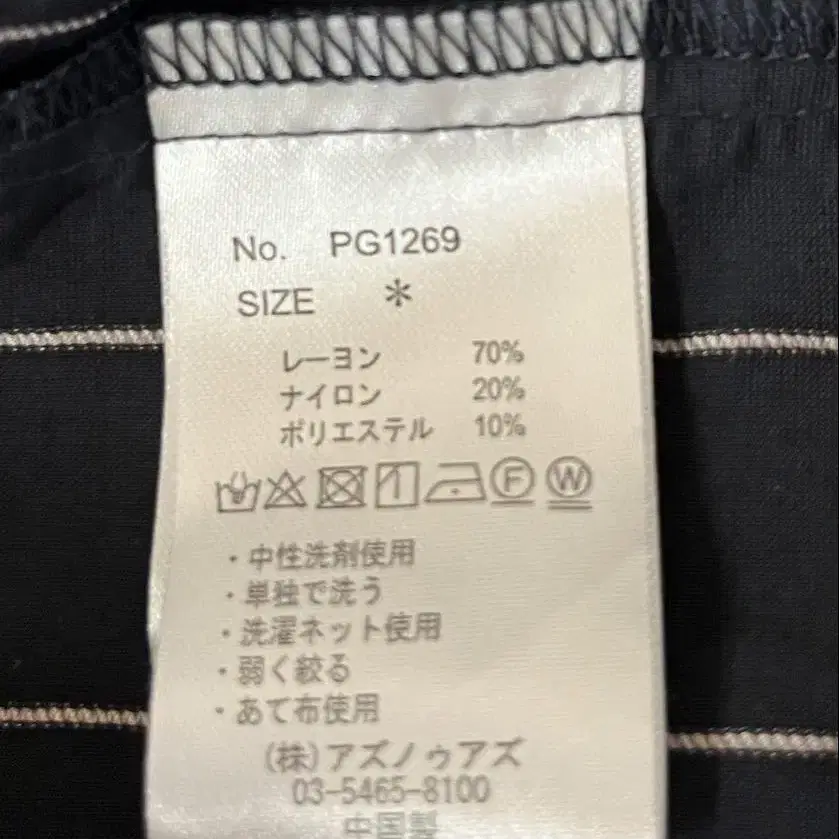 No. PG1269
SIZE *
レーヨン 70%
ナイロン 20%
ポリエステル 10%
F W
・中性洗剤使用
・単独で洗う
・洗濯ネット使用
・弱く絞る
・あて布使用
(株)アズノゥアズ
03-5465-8100
中国製